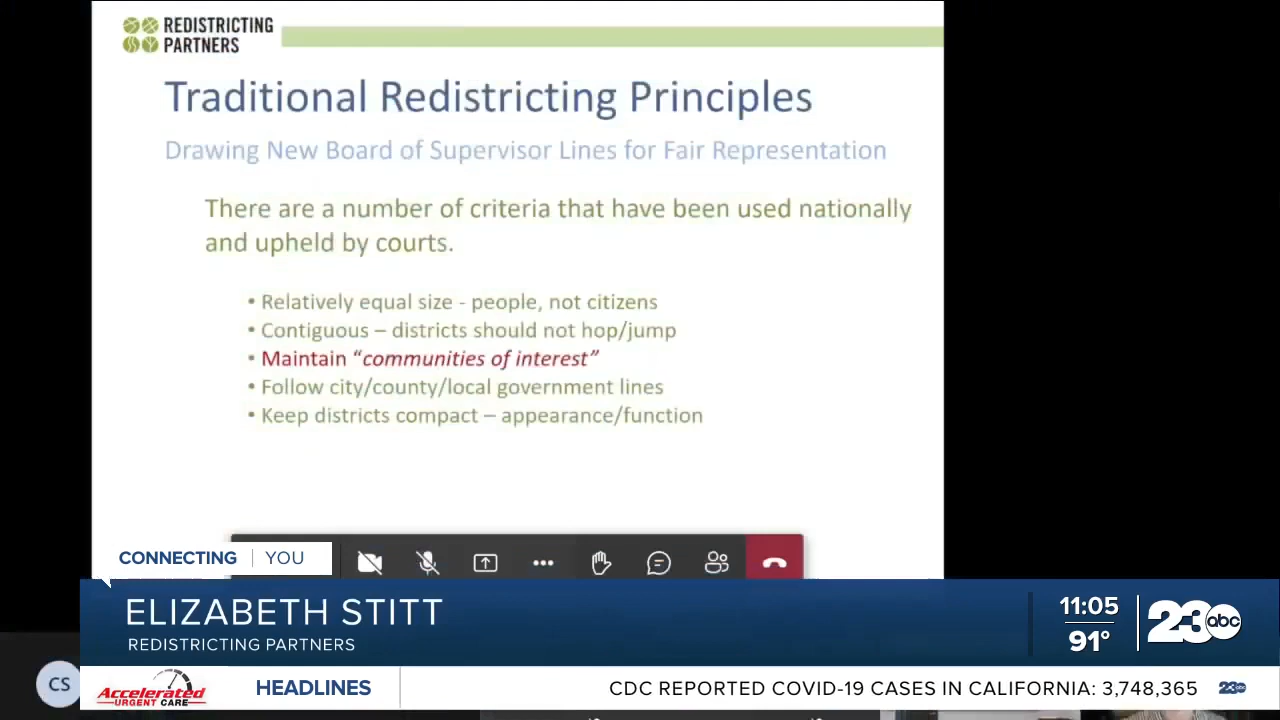 REDISTRICTING
PARTNERS
Traditional Redistricting Principles
Drawing New Board of Supervisor Lines for Fair Representation
There are a number of criteria that have been used nationally
and upheld by courts.
• Relatively equal size - people, not citizens
• Contiguous – districts should not hop/jump
• Maintain “communities of interest”
• Follow city/county/local government lines
• Keep districts compact – appearance/function
CONNECTING | YOU
ELIZABETH STITT
REDISTRICTING PARTNERS
11:05
91°
23 abc
CS
Accelerated
URGENT CARE
HEADLINES
CDC REPORTED COVID-19 CASES IN CALIFORNIA: 3,748,365
23 abc